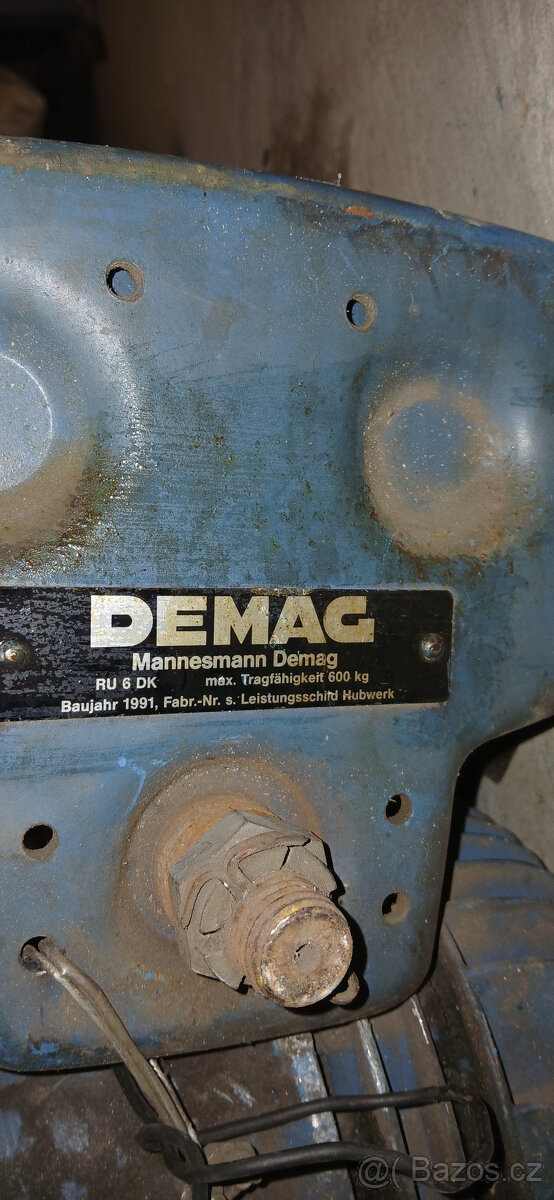 DEMAG
Mannesmann Demag
RU 6 DK max. Tragfähigkeit 600 kg
Baujahr 1991, Fabr.-Nr. s. Leistungsschild Hubwerk
Bazos.cz